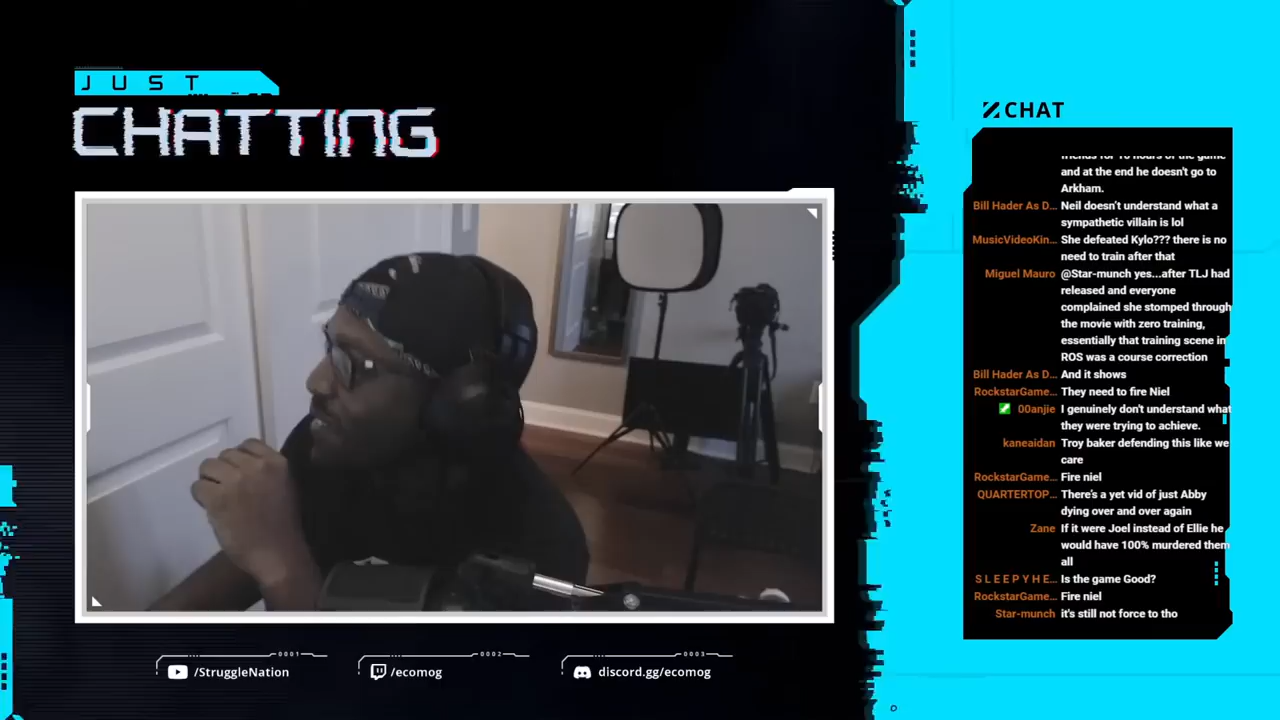 JUST
CHATTING
CHAT
and at the end he doesn't go to
Arkham.
Bill Hader As D... Neil doesn't understand what a
sympathetic villain is lol
MusicVideoKin... She defeated Kylo??? there is no
need to train after that
Miguel Mauro @Star-munch yes...after TLJ had
released and everyone
complained she stomped through
the movie with zero training,
essentially that training scene in
ROS was a course correction
Bill Hader As D... And it shows
RockstarGame... They need to fire Niel
00anjie I genuinely don't understand what
they were trying to achieve.
kaneaidan Troy baker defending this like we
care
RockstarGame... Fire niel
QUARTERTOP... There's a yet vid of just Abby
dying over and over again
Zane If it were Joel instead of Ellie he
would have 100% murdered them
all
S L E E P Y H E... Is the game Good?
RockstarGame... Fire niel
Star-munch it's still not force to tho
0001
/StruggleNation
0002
/ecomog
0003
discord.gg/ecomog